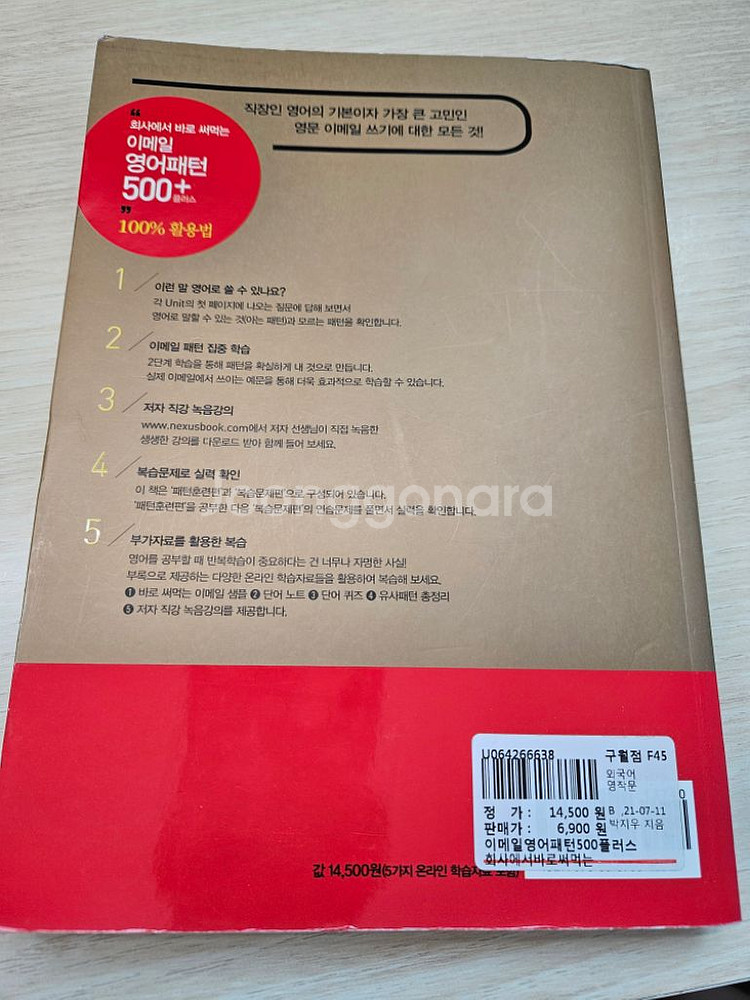 직장인 영어의 기본이자 가장 큰 고민인
영문 이메일 쓰기에 대한 모든 것!
“
회사에서 바로 써먹는
이메일
영어패턴
500+
플러스
”
100% 활용법
1 이런 말 영어로 쓸 수 있나요?
각 Unit의 첫 페이지에 나오는 질문에 답해 보면서
영어로 말할 수 있는 것(아는 패턴)과 모르는 패턴을 확인합니다.
2 이메일 패턴 집중 학습
2단계 학습을 통해 패턴을 확실하게 내 것으로 만듭니다.
실제 이메일에서 쓰이는 예문을 통해 더욱 효과적으로 학습할 수 있습니다.
3 저자 직강 녹음강의
www.nexusbook.com에서 저자 선생님이 직접 녹음한
생생한 강의를 다운로드 받아 함께 들어 보세요.
4 복습문제로 실력 확인
이 책은 '패턴훈련편'과 '복습문제편'으로 구성되어 있습니다.
'패턴훈련편'을 공부한 다음 '복습문제편'의 연습문제를 풀면서 실력을 확인합니다.
Joonggonara
5 부가자료를 활용한 복습
영어를 공부할 때 반복학습이 중요하다는 건 너무나 자명한 사실!
부록으로 제공하는 다양한 온라인 학습자료들을 활용하여 복습해 보세요.
❶ 바로 써먹는 이메일 샘플 ❷ 단어 노트 ❸ 단어 퀴즈 ❹ 유사패턴 총정리
❺ 저자 직강 녹음강의를 제공합니다.
U064266638 구월점 F45
외국어
영작문
정 가: 14,500 원 B ,21-07-11
판매가: 6,900 원 박지우 지음
이메일영어패턴500플러스
회사에서바로써먹는
0
값 14,500원(5가지 온라인 학습자료 포함)